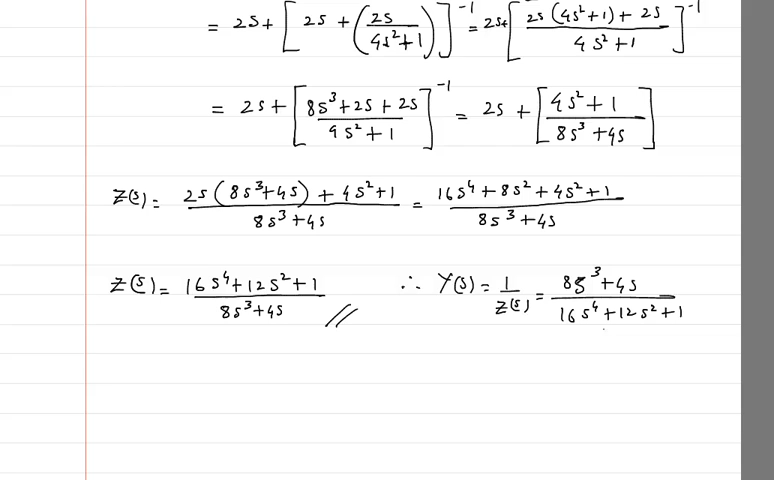 = 2s + [ 2s + ( 2s / 4s²+1 ) ]⁻¹ = 2s+ [ 2s (4s²+1) + 2s / 4s²+1 ]⁻¹
= 2s + [ 8s³+2s + 2s / 9s²+1 ]⁻¹ = 2s + [ 4s²+1 / 8s³+4s ]
Z(s) = 2s (8s³+4s) + 4s²+1 / 8s³+4s = 16s⁴+8s²+4s²+1 / 8s³+4s
Z(s) = 16s⁴+12s²+1 / 8s³+4s // ∴ Y(s) = 1 / Z(s) = 8s³+4s / 16s⁴+12s²+1